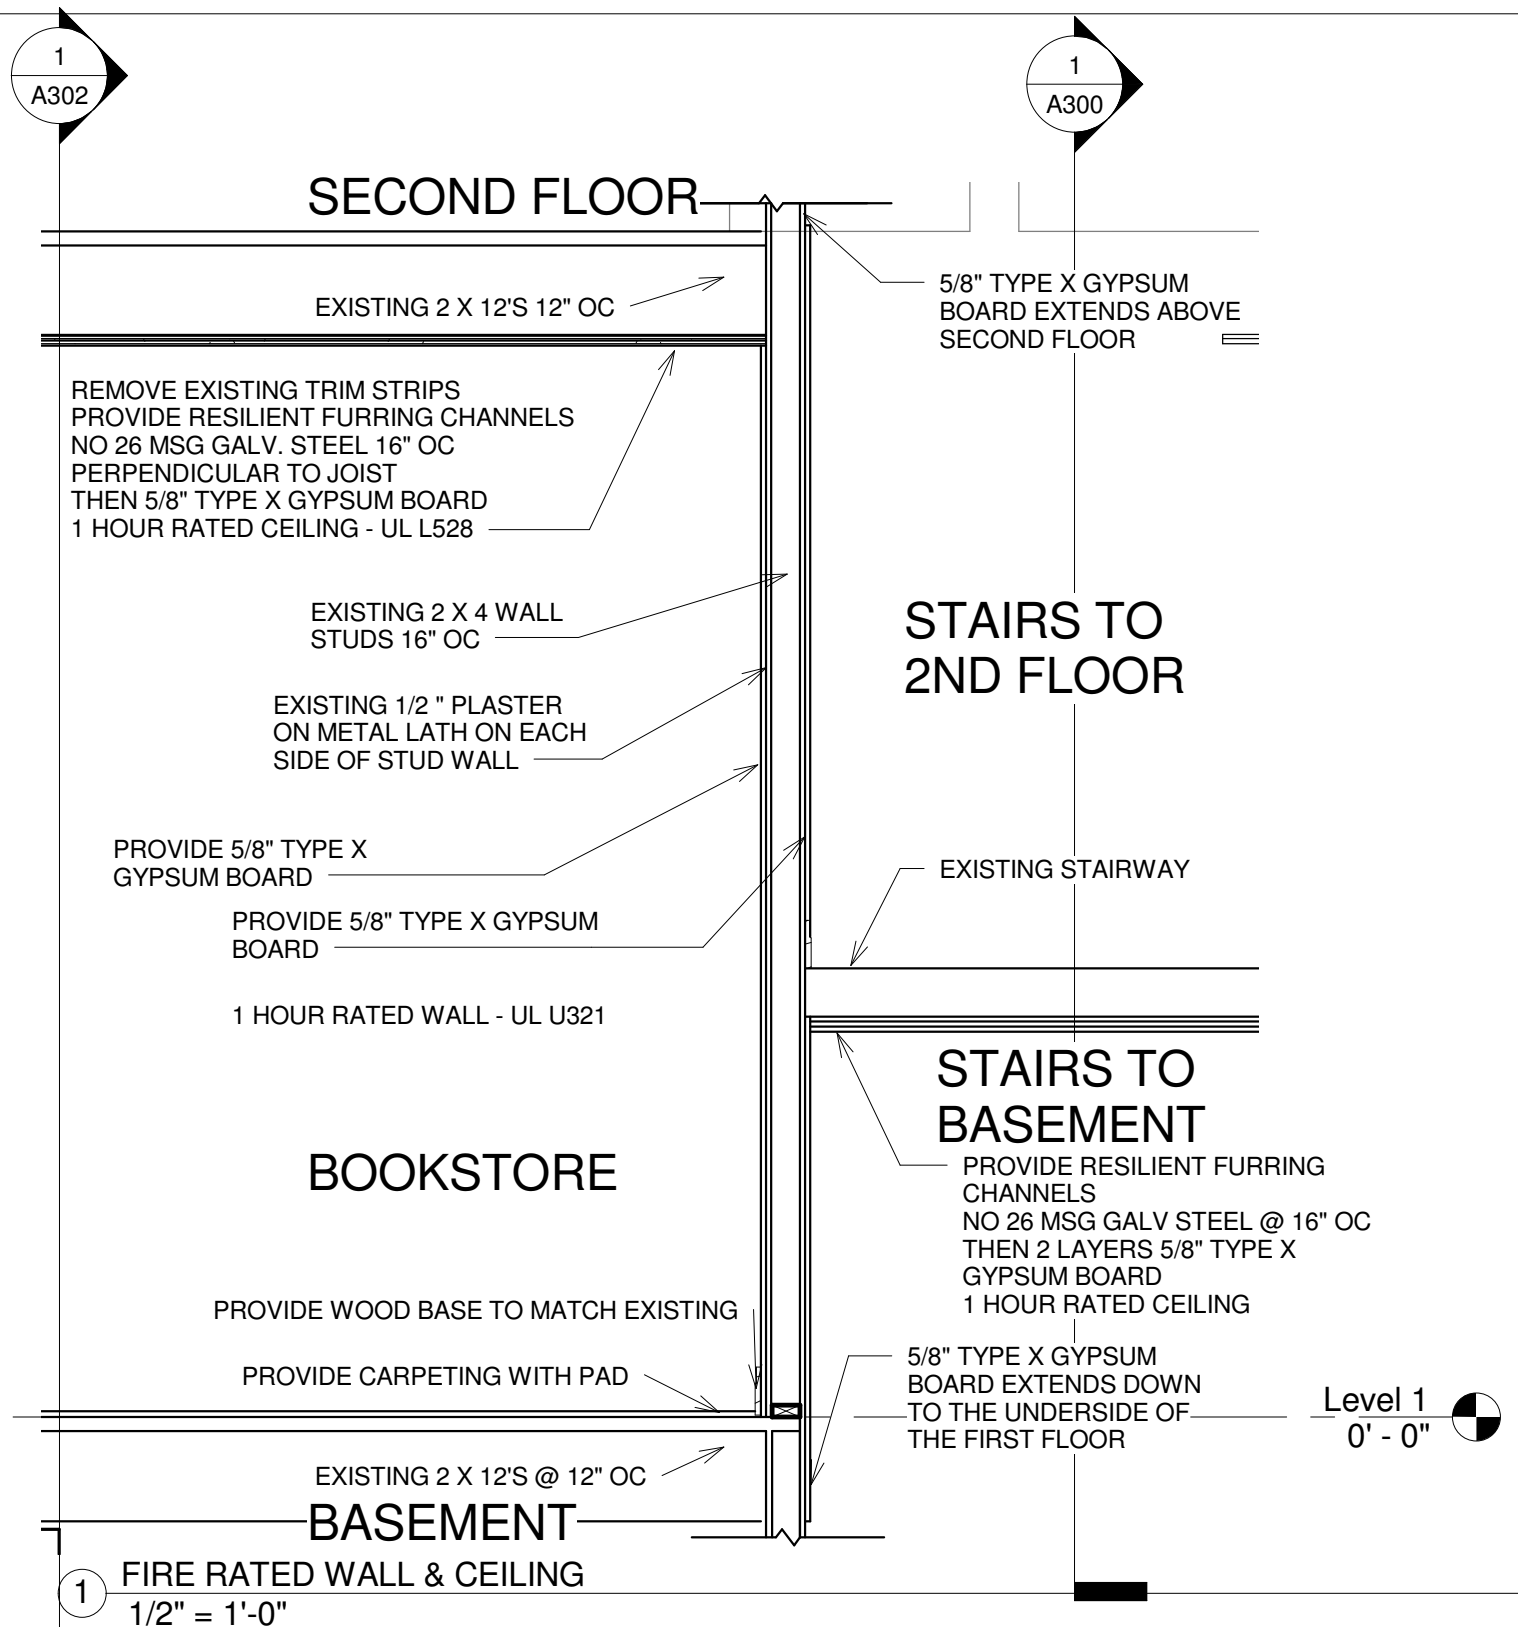 1
A302
1
A300
SECOND FLOOR
EXISTING 2 X 12'S 12" OC
5/8" TYPE X GYPSUM
BOARD EXTENDS ABOVE
SECOND FLOOR
REMOVE EXISTING TRIM STRIPS
PROVIDE RESILIENT FURRING CHANNELS
NO 26 MSG GALV. STEEL 16" OC
PERPENDICULAR TO JOIST
THEN 5/8" TYPE X GYPSUM BOARD
1 HOUR RATED CEILING - UL L528
EXISTING 2 X 4 WALL
STUDS 16" OC
STAIRS TO
2ND FLOOR
EXISTING 1/2 " PLASTER
ON METAL LATH ON EACH
SIDE OF STUD WALL
PROVIDE 5/8" TYPE X
GYPSUM BOARD
EXISTING STAIRWAY
PROVIDE 5/8" TYPE X GYPSUM
BOARD
1 HOUR RATED WALL - UL U321
STAIRS TO
BASEMENT
BOOKSTORE
PROVIDE RESILIENT FURRING
CHANNELS
NO 26 MSG GALV STEEL @ 16" OC
THEN 2 LAYERS 5/8" TYPE X
GYPSUM BOARD
1 HOUR RATED CEILING
PROVIDE WOOD BASE TO MATCH EXISTING
PROVIDE CARPETING WITH PAD
5/8" TYPE X GYPSUM
BOARD EXTENDS DOWN
TO THE UNDERSIDE OF
THE FIRST FLOOR
Level 1
0' - 0"
EXISTING 2 X 12'S @ 12" OC
BASEMENT
1
FIRE RATED WALL & CEILING
1/2" = 1'-0"